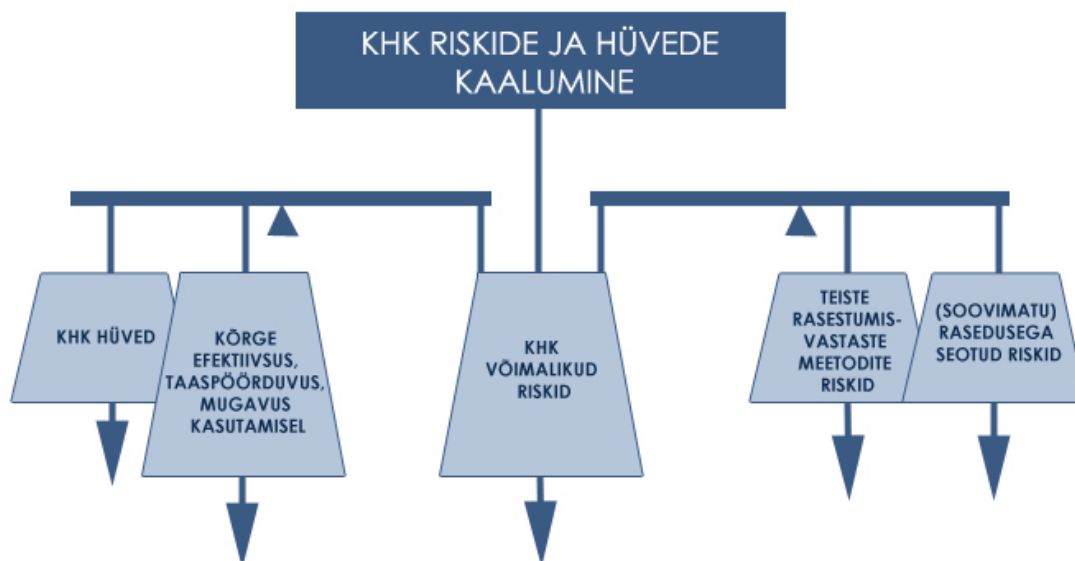 KHK RISKIDE JA HÜVEDE
KAALUMINE
KHK HÜVED
KÕRGE
EFEKTIIVSUS,
TAASPÖÖRDUVUS,
MUGAVUS
KASUTAMISEL
KHK
VÕIMALIKUD
RISKID
TEISTE
RASESTUMIS-
VASTASTE
MEETODITE
RISKID
(SOOVIMATU)
RASEDUSEGA
SEOTUD RISKID